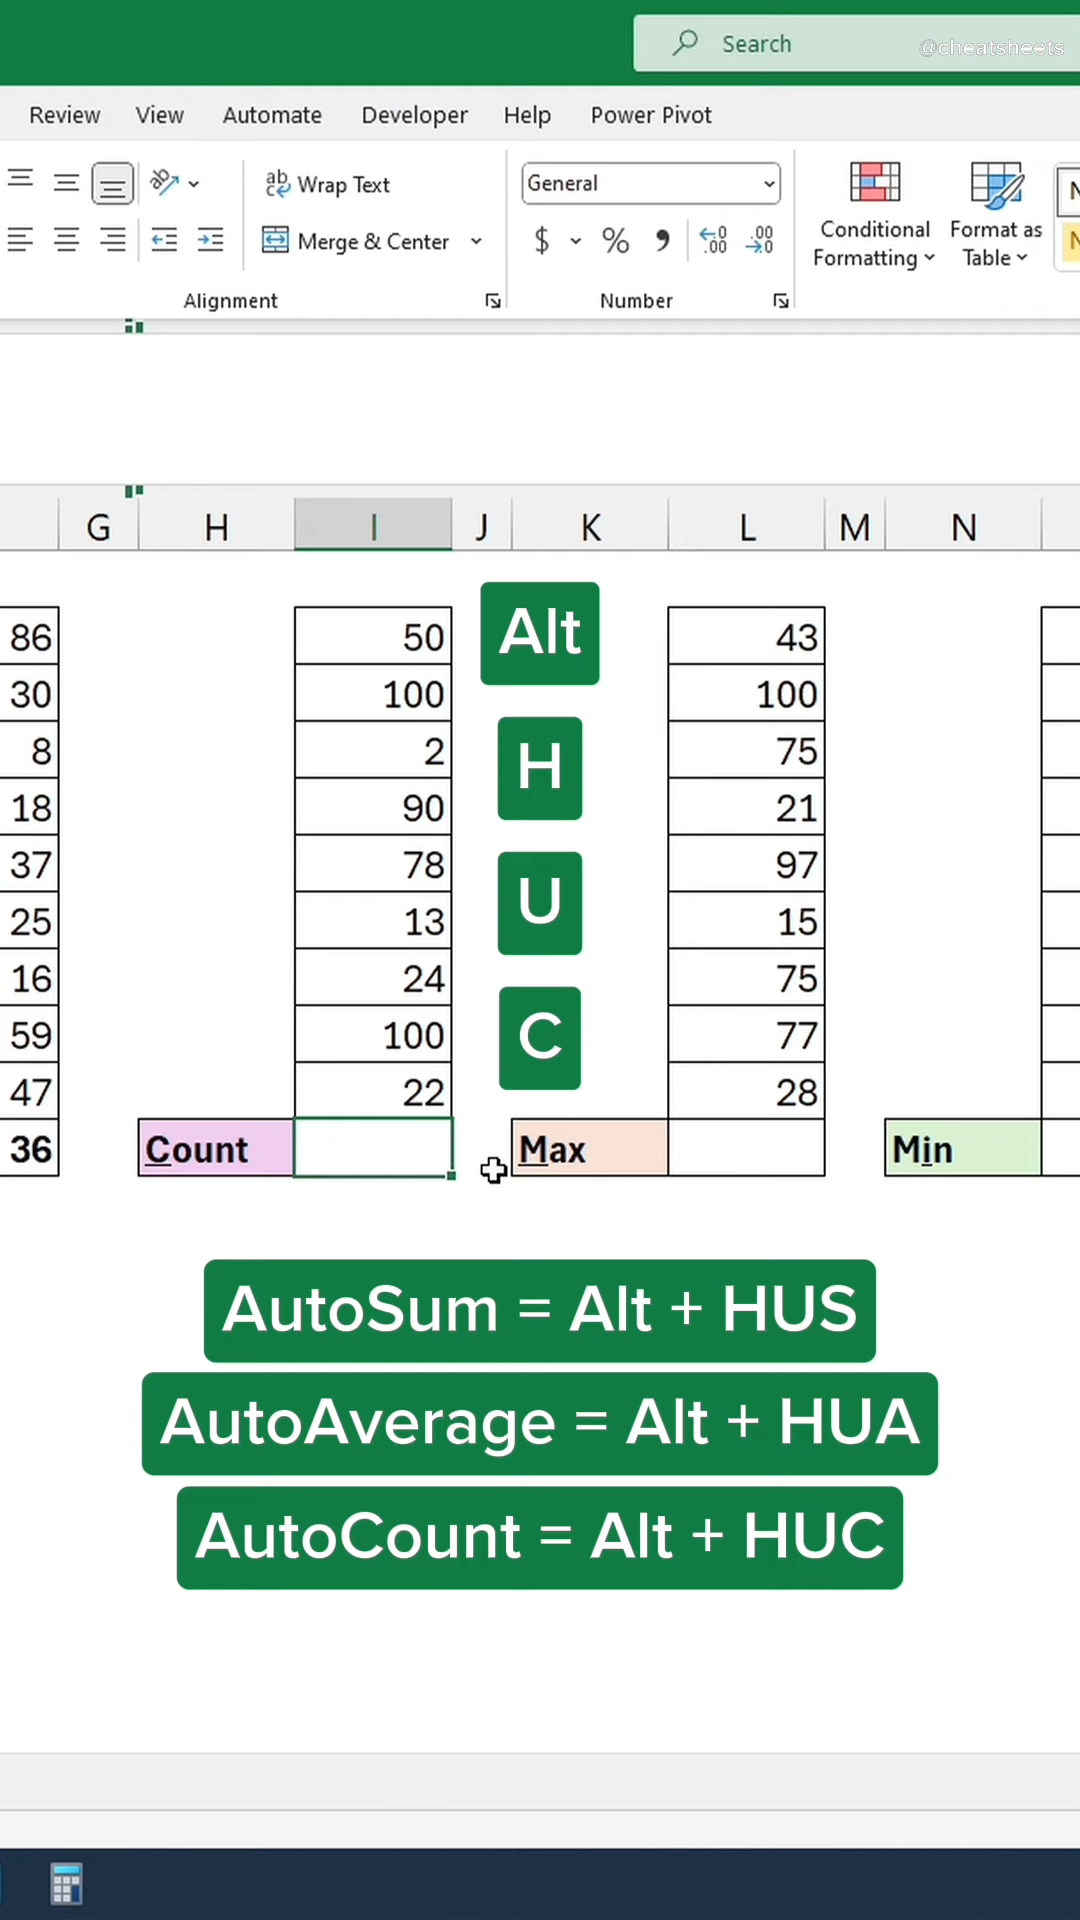 Search
@cheatsheets
Review View Automate Developer Help Power Pivot
ab Wrap Text
General
Conditional Formatting
Format as Table
Merge & Center
$ % , .00
Alignment
Number
G H I J K L M N
86 50 Alt 43
30 100 100
8 2 H 75
18 90 21
37 78 U 97
25 13 15
16 24 75
59 100 C 77
47 22 28
36 Count Max Min
AutoSum = Alt + HUS
AutoAverage = Alt + HUA
AutoCount = Alt + HUC